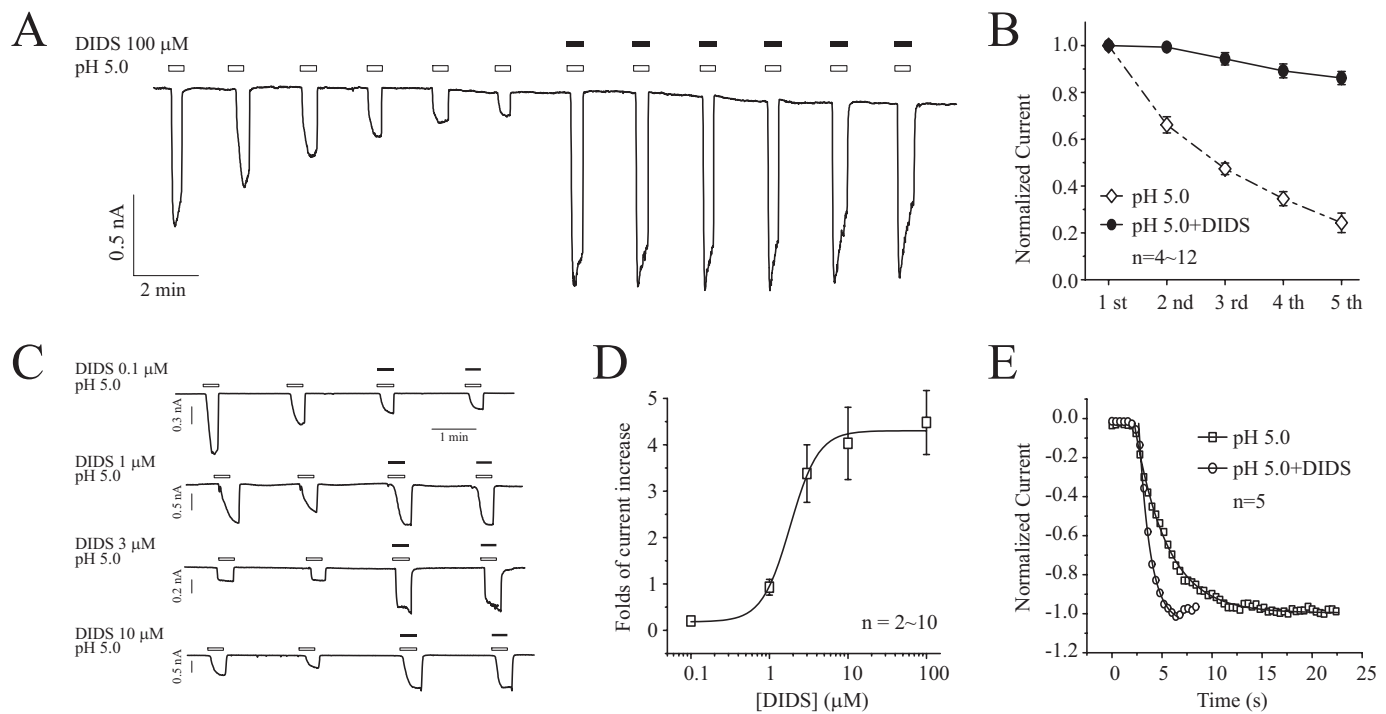 A
DIDS 100 μM
pH 5.0
0.5 nA
2 min
B
Normalized Current
1.0
0.8
0.6
0.4
0.2
0.0
pH 5.0
pH 5.0+DIDS
n=4~12
1 st
2 nd
3 rd
4 th
5 th
C
DIDS 0.1 μM
pH 5.0
0.3 nA
1 min
DIDS 1 μM
pH 5.0
0.5 nA
DIDS 3 μM
pH 5.0
0.2 nA
DIDS 10 μM
pH 5.0
0.5 nA
D
Folds of current increase
5
4
3
2
1
0
n = 2~10
0.1
1
10
100
[DIDS] (μM)
E
Normalized Current
0.0
-0.2
-0.4
-0.6
-0.8
-1.0
-1.2
pH 5.0
pH 5.0+DIDS
n=5
0
5
10
15
20
25
Time (s)